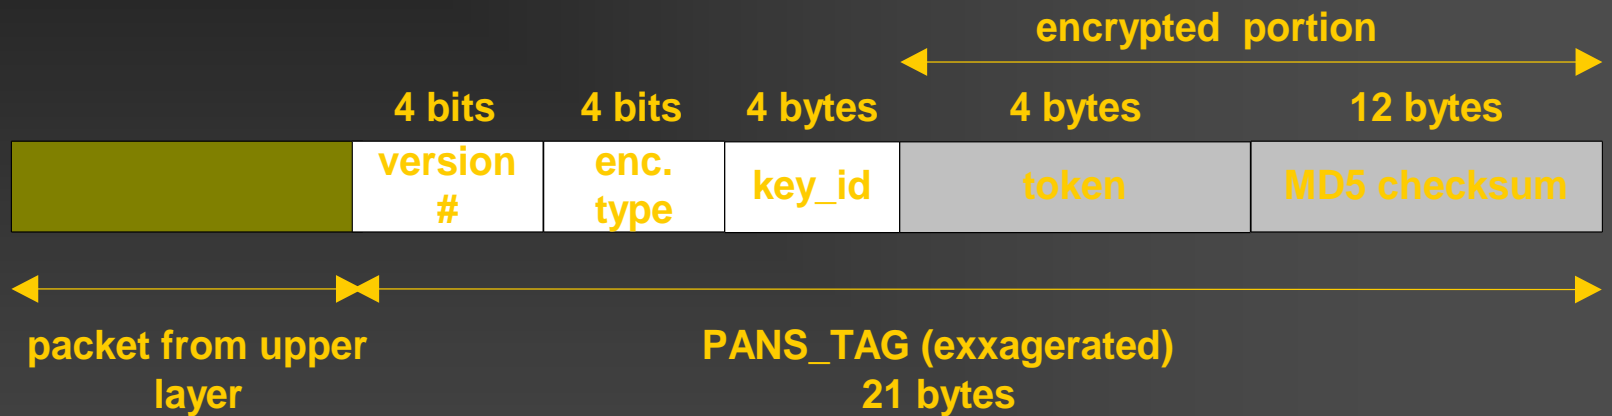 encrypted portion
4 bits 4 bits 4 bytes 4 bytes 12 bytes
version enc.
# type
key_id token MD5 checksum
packet from upper
layer
PANS_TAG (exxagerated)
21 bytes